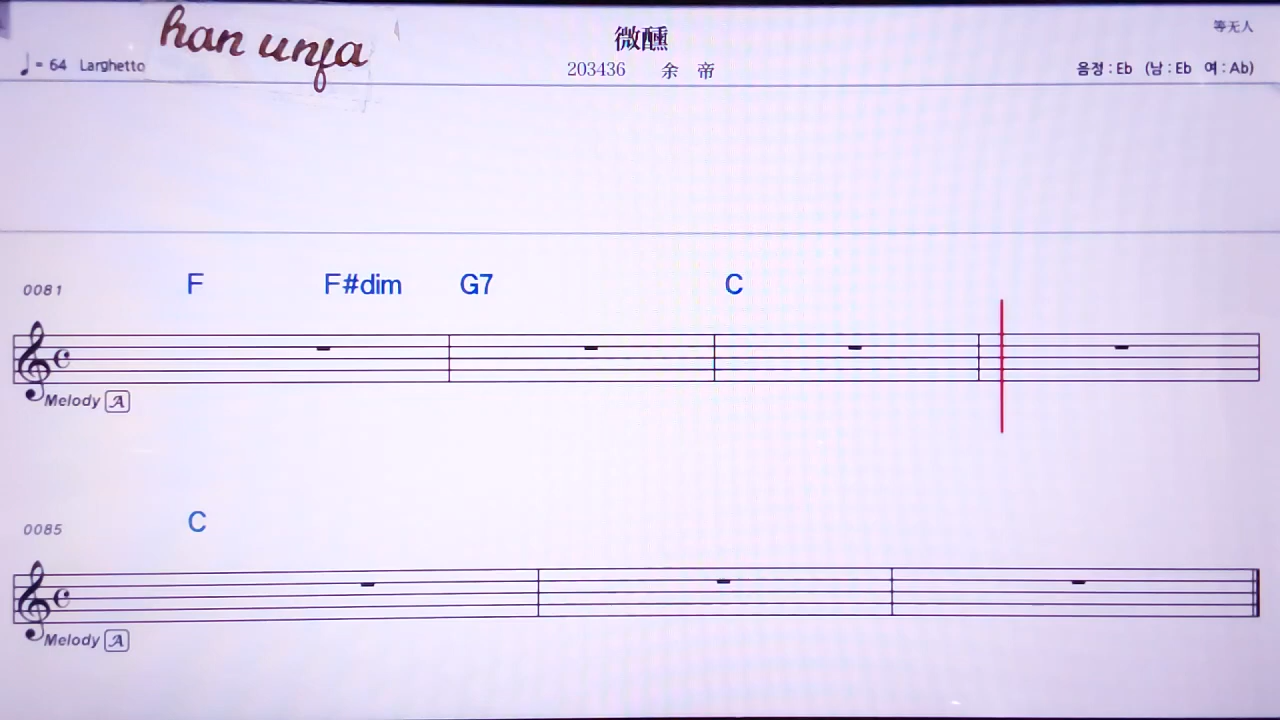 han unfa
微醺
等无人
♩= 64 Larghetto
203436 余 帝
음정 : Eb (남 : Eb 여 : Ab)
0081 F F#dim G7 C
Melody A
0085 C
Melody A